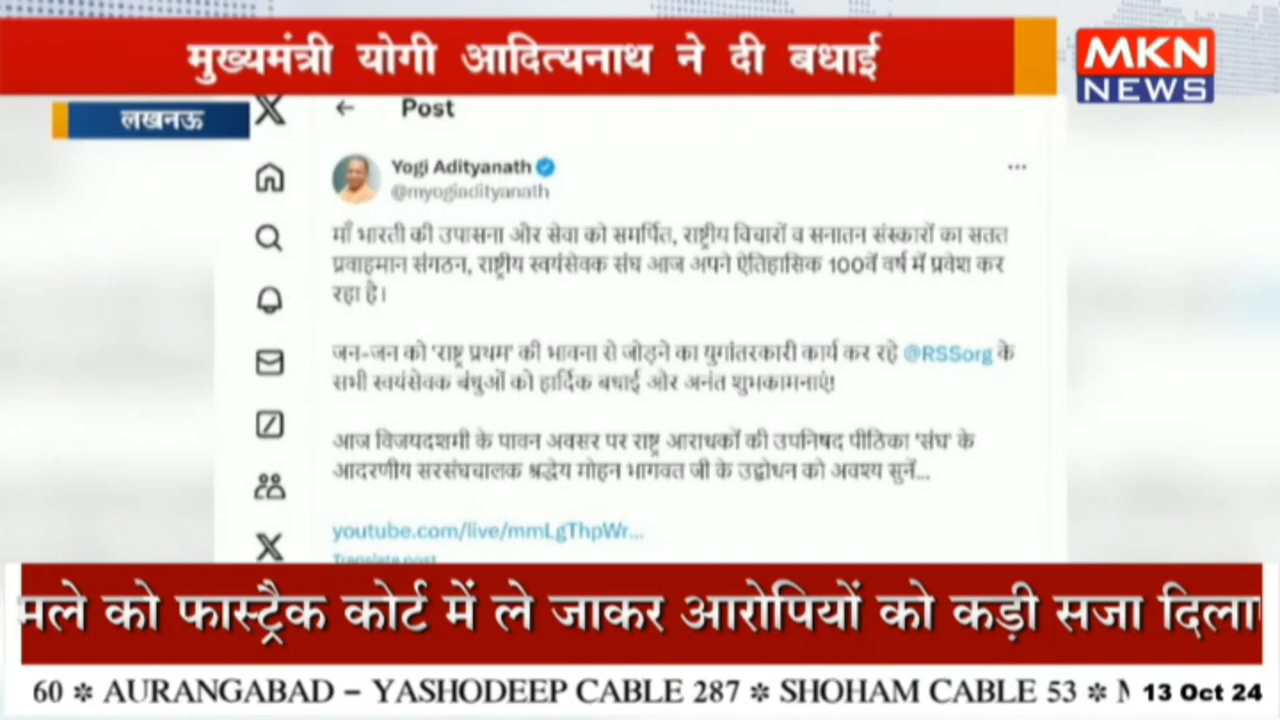 मुख्यमंत्री योगी आदित्यनाथ ने दी बधाई
MKN
NEWS
लखनऊ
Post
Yogi Adityanath
@myogiadityanath
माँ भारती की उपासना और सेवा को समर्पित, राष्ट्रीय विचारों व सनातन संस्कारों का सतत
प्रवाहमान संगठन, राष्ट्रीय स्वयंसेवक संघ आज अपने ऐतिहासिक 100वें वर्ष में प्रवेश कर
रहा है।
जन-जन को 'राष्ट्र प्रथम' की भावना से जोड़ने का युगांतरकारी कार्य कर रहे @RSSorg के
सभी स्वयंसेवक बंधुओं को हार्दिक बधाई और अनंत शुभकामनाएं!
आज विजयदशमी के पावन अवसर पर राष्ट्र आराधकों की उपनिषद पीठिका 'संघ' के
आदरणीय सरसंघचालक श्रद्धेय मोहन भागवत जी के उद्बोधन को अवश्य सुनें...
youtube.com/live/mmLgThpWr...
Translate post
मले को फास्ट्रैक कोर्ट में ले जाकर आरोपियों को कड़ी सजा दिला
60 ❊ AURANGABAD – YASHODEEP CABLE 287 ❊ SHOHAM CABLE 53 ❊
13 Oct 24